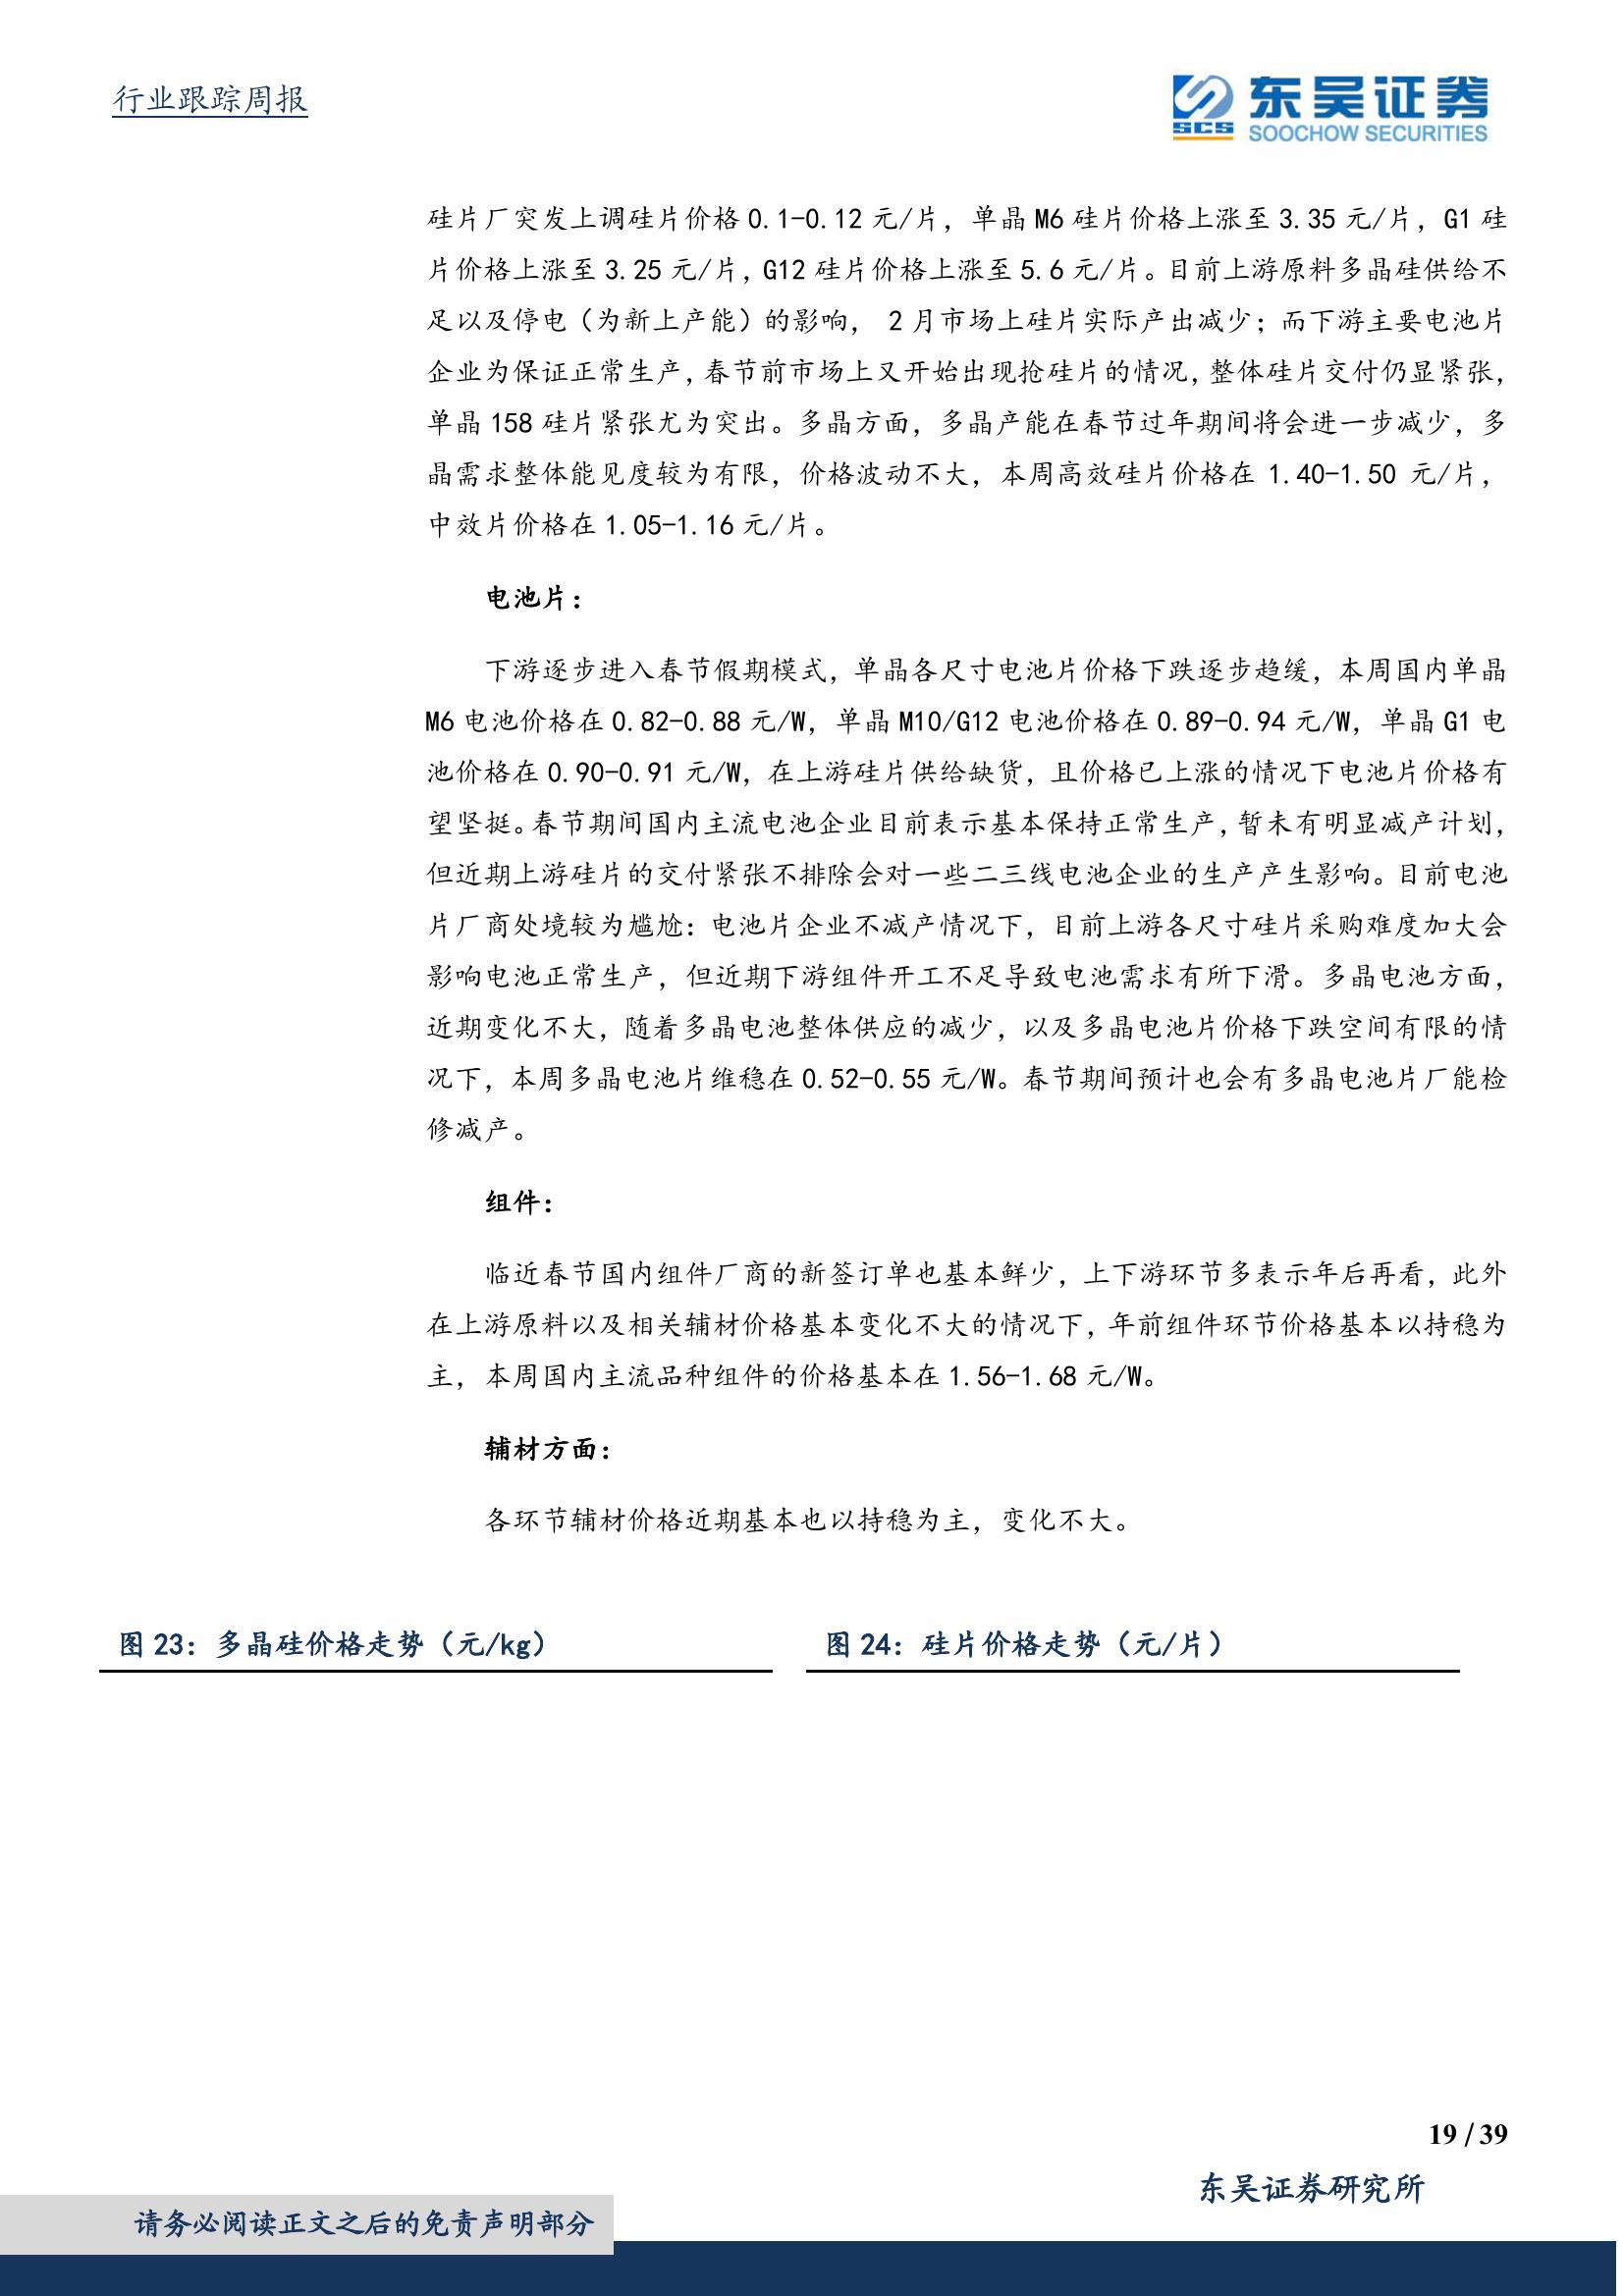 行业跟踪周报
SCS 东吴证券
SOOCHOW SECURITIES
硅片厂突发上调硅片价格 0.1-0.12 元/片，单晶 M6 硅片价格上涨至 3.35 元/片，G1 硅
片价格上涨至 3.25 元/片，G12 硅片价格上涨至 5.6 元/片。目前上游原料多晶硅供给不
足以及停电（为新上产能）的影响， 2 月市场上硅片实际产出减少；而下游主要电池片
企业为保证正常生产，春节前市场上又开始出现抢硅片的情况，整体硅片交付仍显紧张，
单晶 158 硅片紧张尤为突出。多晶方面，多晶产能在春节过年期间将会进一步减少，多
晶需求整体能见度较为有限，价格波动不大，本周高效硅片价格在 1.40-1.50 元/片，
中效片价格在 1.05-1.16 元/片。
电池片：
下游逐步进入春节假期模式，单晶各尺寸电池片价格下跌逐步趋缓，本周国内单晶
M6 电池价格在 0.82-0.88 元/W，单晶 M10/G12 电池价格在 0.89-0.94 元/W，单晶 G1 电
池价格在 0.90-0.91 元/W，在上游硅片供给缺货，且价格已上涨的情况下电池片价格有
望坚挺。春节期间国内主流电池企业目前表示基本保持正常生产，暂未有明显减产计划，
但近期上游硅片的交付紧张不排除会对一些二三线电池企业的生产产生影响。目前电池
片厂商处境较为尴尬：电池片企业不减产情况下，目前上游各尺寸硅片采购难度加大会
影响电池正常生产，但近期下游组件开工不足导致电池需求有所下滑。多晶电池方面，
近期变化不大，随着多晶电池整体供应的减少，以及多晶电池片价格下跌空间有限的情
况下，本周多晶电池片维稳在 0.52-0.55 元/W。春节期间预计也会有多晶电池片厂能检
修减产。
组件：
临近春节国内组件厂商的新签订单也基本鲜少，上下游环节多表示年后再看，此外
在上游原料以及相关辅材价格基本变化不大的情况下，年前组件环节价格基本以持稳为
主，本周国内主流品种组件的价格基本在 1.56-1.68 元/W。
辅材方面：
各环节辅材价格近期基本也以持稳为主，变化不大。
图 23：多晶硅价格走势（元/kg）
图 24：硅片价格走势（元/片）
19 / 39
东吴证券研究所
请务必阅读正文之后的免责声明部分